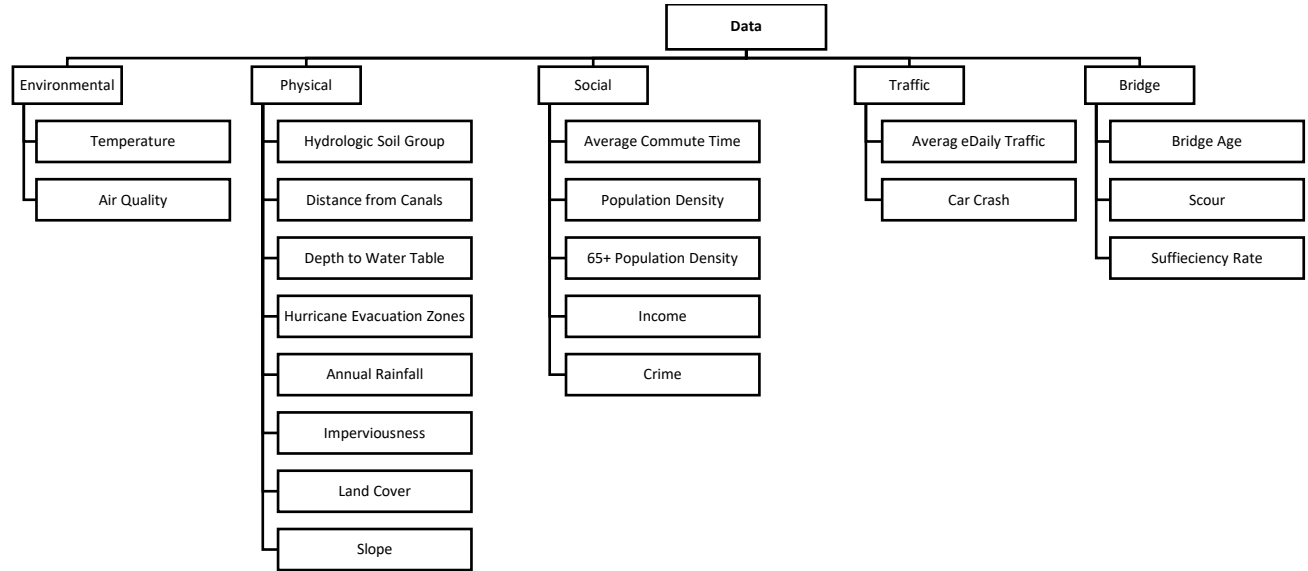 Data
Environmental
Temperature
Air Quality
Physical
Hydrologic Soil Group
Distance from Canals
Depth to Water Table
Hurricane Evacuation Zones
Annual Rainfall
Imperviousness
Land Cover
Slope
Social
Average Commute Time
Population Density
65+ Population Density
Income
Crime
Traffic
Averag eDaily Traffic
Car Crash
Bridge
Bridge Age
Scour
Suffieciency Rate